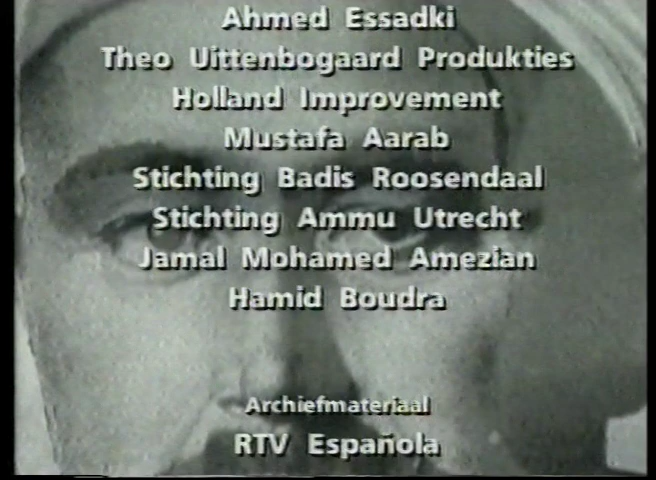 Ahmed Essadki
Theo Uittenbogaard Produkties
Holland Improvement
Mustafa Aarab
Stichting Badis Roosendaal
Stichting Ammu Utrecht
Jamal Mohamed Amezian
Hamid Boudra
Archiefmateriaal
RTV Española